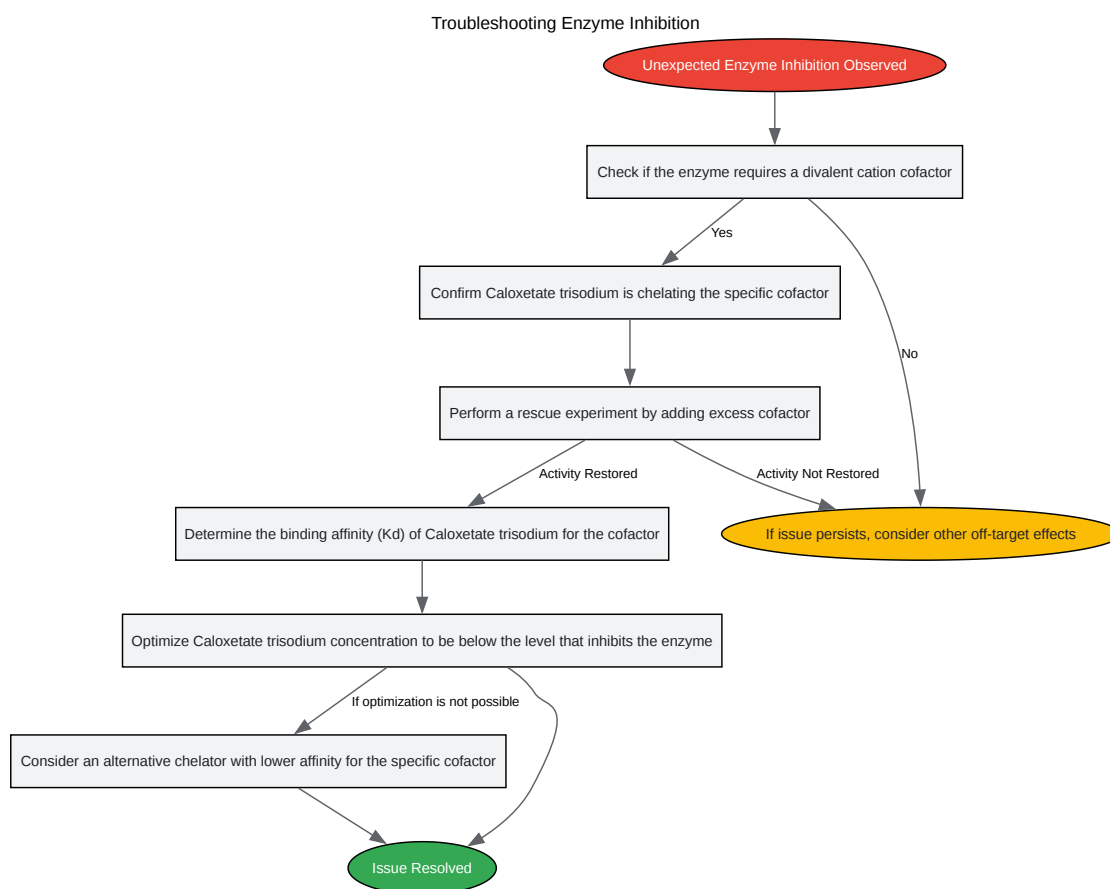 Troubleshooting Enzyme Inhibition
Unexpected Enzyme Inhibition Observed
Check if the enzyme requires a divalent cation cofactor
Yes
Confirm Caloxetate trisodium is chelating the specific cofactor
No
Perform a rescue experiment by adding excess cofactor
Activity Restored
Activity Not Restored
Determine the binding affinity (Kd) of Caloxetate trisodium for the cofactor
If issue persists, consider other off-target effects
Optimize Caloxetate trisodium concentration to be below the level that inhibits the enzyme
If optimization is not possible
Consider an alternative chelator with lower affinity for the specific cofactor
Issue Resolved